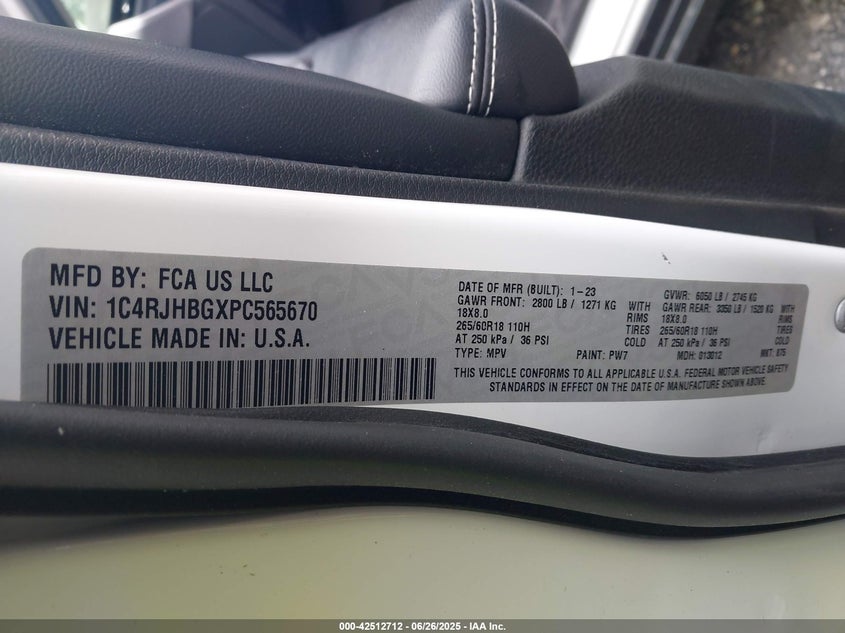 MFD BY: FCA US LLC
VIN: 1C4RJHBGXPC565670
VEHICLE MADE IN: U.S.A.
DATE OF MFR (BUILT): 1-23 GVWR: 6050 LB / 2745 KG
GAWR FRONT: 2800 LB / 1271 KG WITH GAWR REAR: 3350 LB / 1520 KG WITH
18X8.0 RIMS 18X8.0 RIMS
265/60R18 110H TIRES 265/60R18 110H TIRES
AT 250 kPa / 36 PSI COLD AT 250 kPa / 36 PSI COLD
TYPE: MPV PAINT: PW7 MDH: 013012 MKT: 875
THIS VEHICLE CONFORMS TO ALL APPLICABLE U.S.A. FEDERAL MOTOR VEHICLE SAFETY
STANDARDS IN EFFECT ON THE DATE OF MANUFACTURE SHOWN ABOVE.
000-42512712 - 06/26/2025 - IAA Inc.